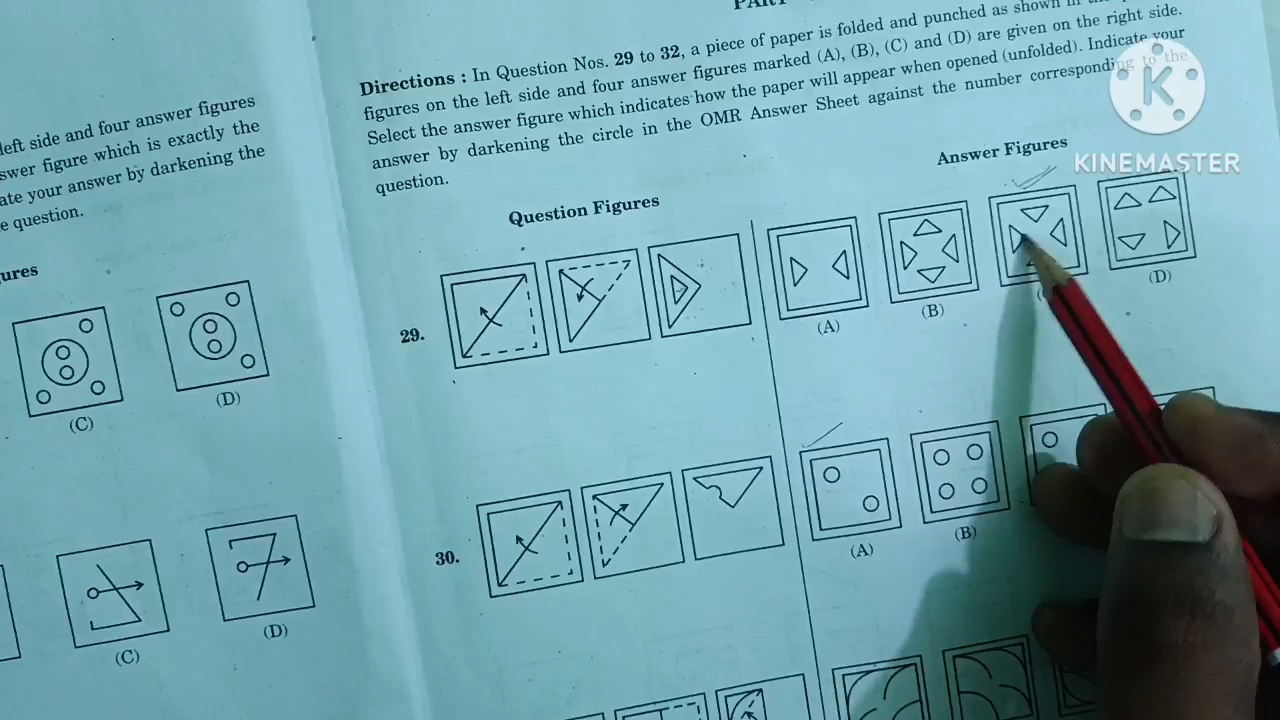 left side and four answer figures
swer figure which is exactly the
ate your answer by darkening the
e question.
ures
(C)
(D)
(C)
(D)
PART
Directions : In Question Nos. 29 to 32, a piece of paper is folded and punched as shown in
figures on the left side and four answer figures marked (A), (B), (C) and (D) are given on the right side.
Select the answer figure which indicates how the paper will appear when opened (unfolded). Indicate your
answer by darkening the circle in the OMR Answer Sheet against the number corresponding to the
question.
K
KINEMASTER
Question Figures
Answer Figures
29.
(A)
(B)
(D)
30.
(A)
(B)